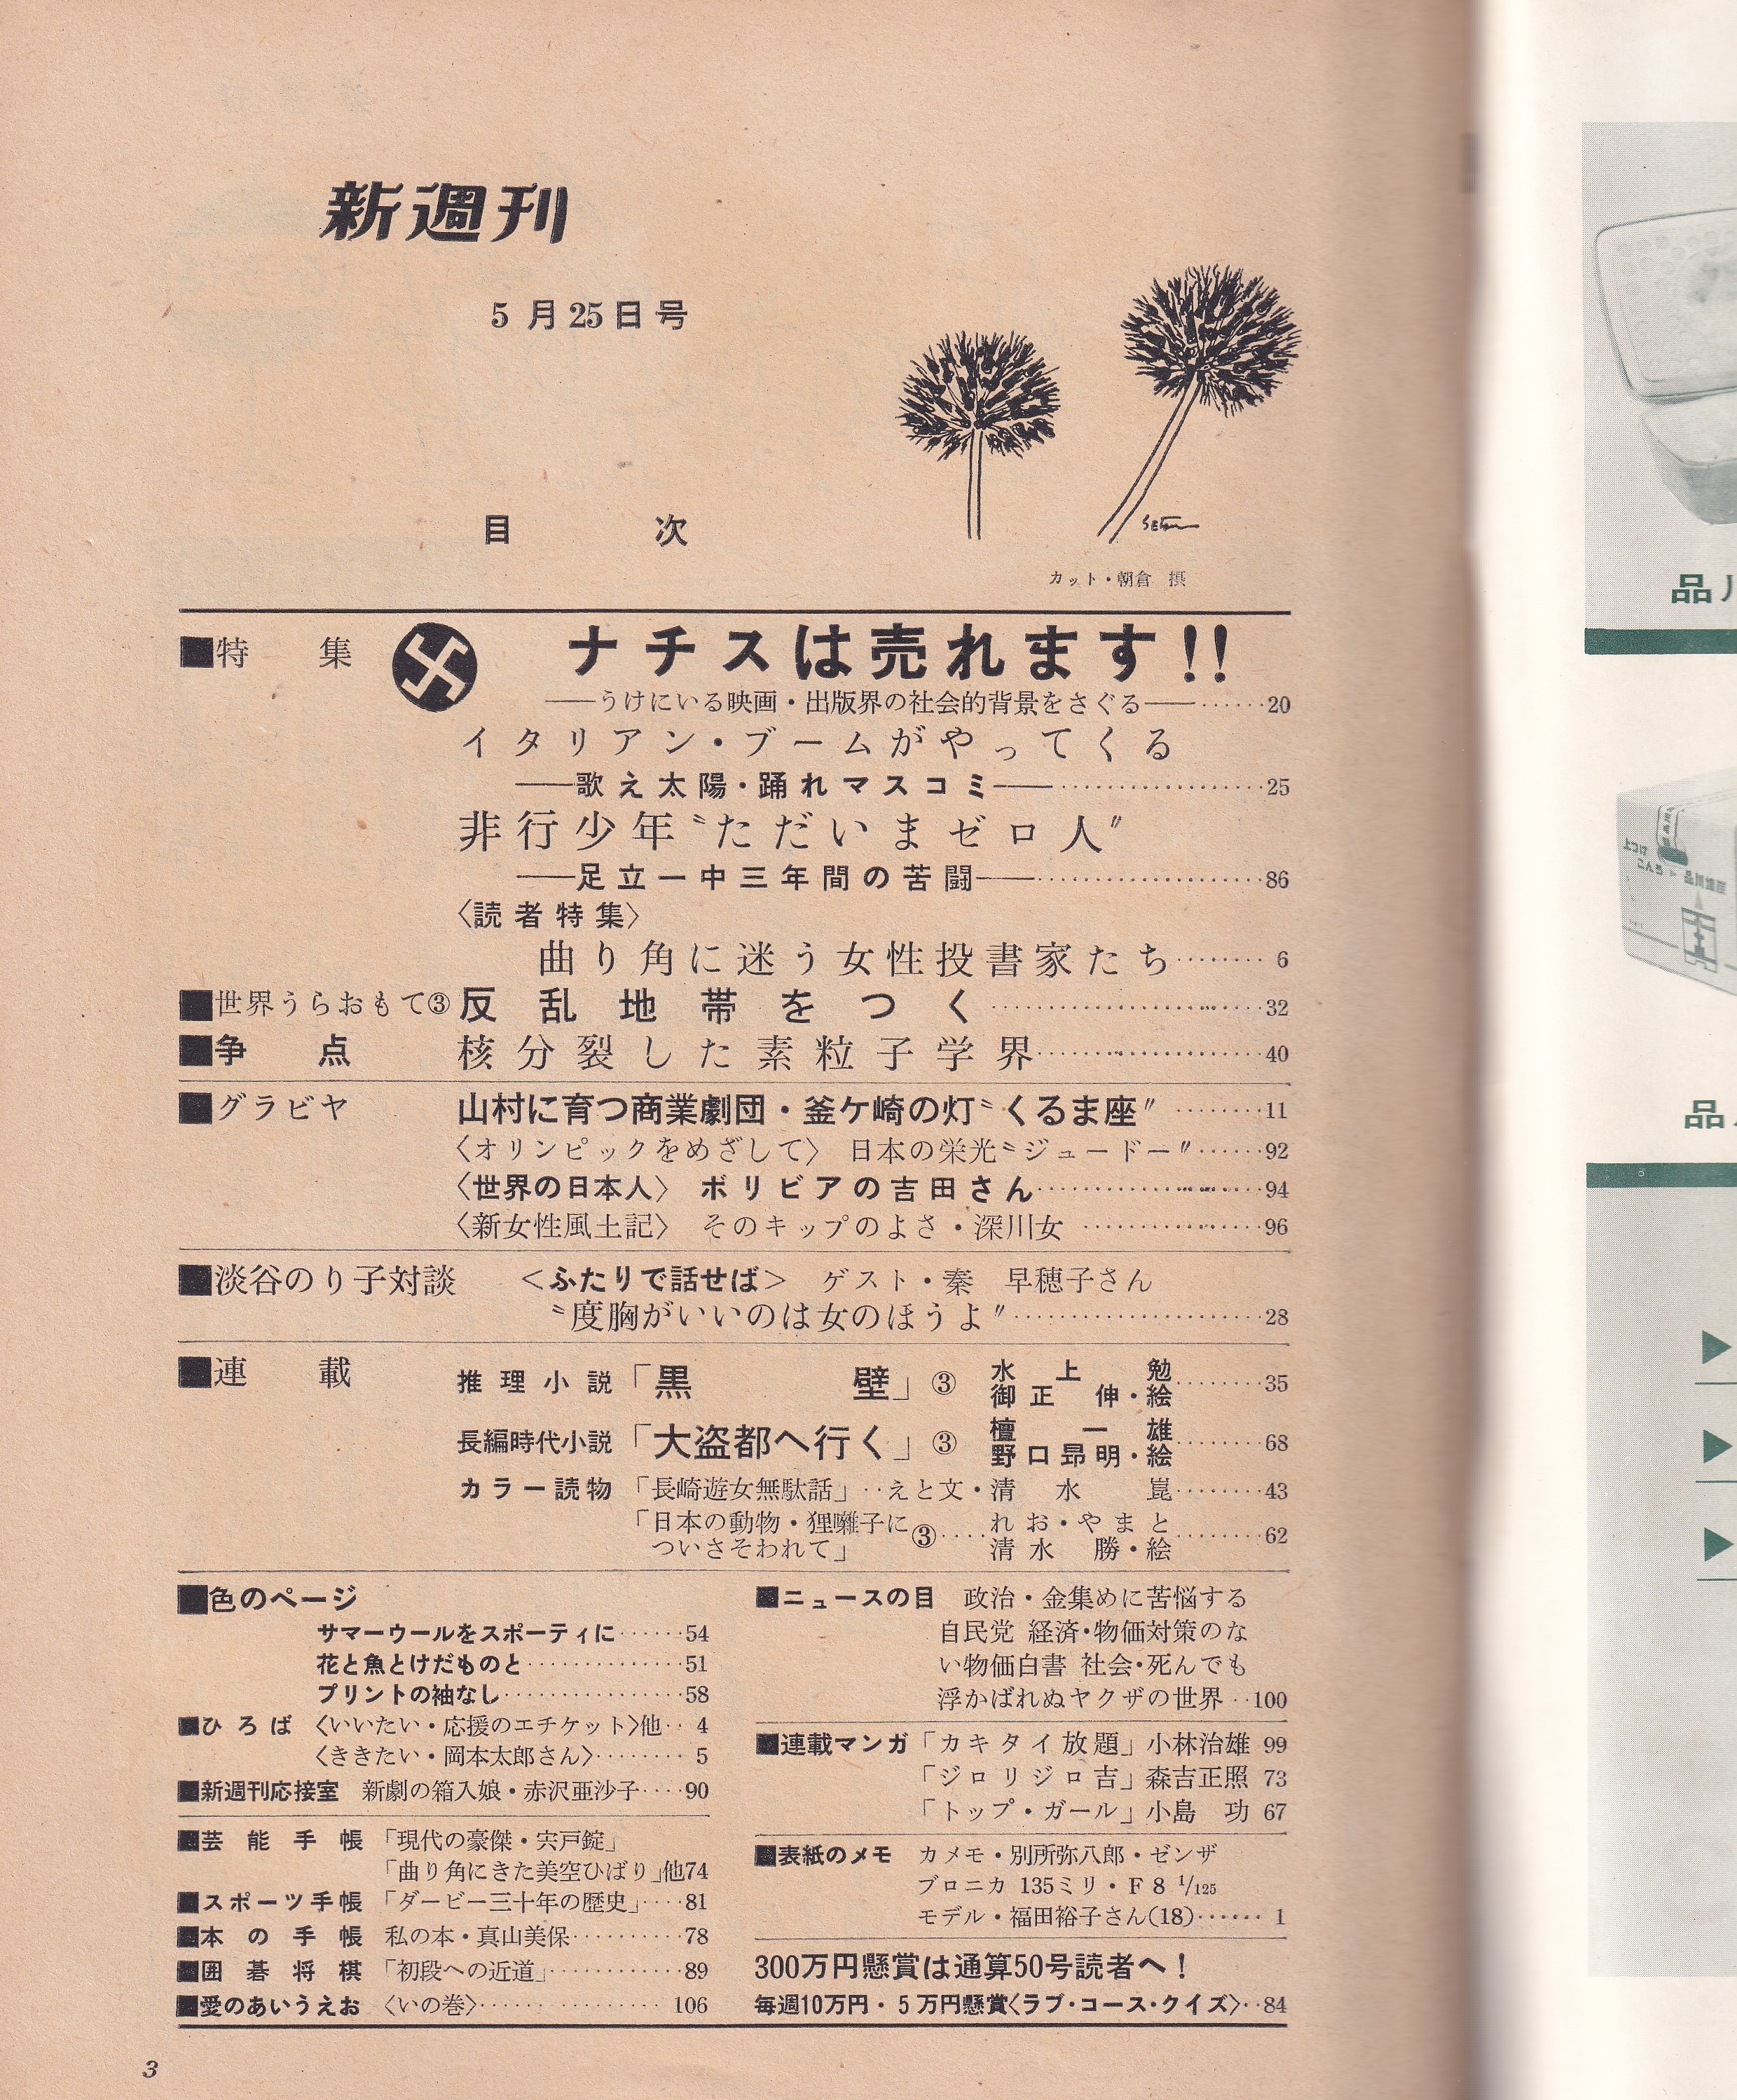 新週刊
5月25日号
SETSU
目次
カット・朝倉 摂
■特集 ナチスは売れます!!
――うけにいる映画・出版界の社会的背景をさぐる――……20
イタリアン・ブームがやってくる
――歌え太陽・踊れマスコミ――………………25
非行少年〝ただいまゼロ人〟
――足立一中三年間の苦闘――………………86
〈読者特集〉
曲り角に迷う女性投書家たち………6
■世界うらおもて③ 反乱地帯をつく………………32
■争点 核分裂した素粒子学界………………40
■グラビヤ 山村に育つ商業劇団・釜ケ崎の灯〝くるま座〟………11
〈オリンピックをめざして〉 日本の栄光〝ジュードー〟……92
〈世界の日本人〉 ボリビアの吉田さん………………94
〈新女性風土記〉 そのキップのよさ・深川女………………96
■淡谷のり子対談 <ふたりで話せば> ゲスト・秦 早穂子さん
〝度胸がいいのは女のほうよ〟………………28
■連載 推理小説「黒壁」③ 水上勉 御正伸・絵………35
長編時代小説「大盗都へ行く」③ 檀一雄 野口昂明・絵………68
カラー読物「長崎遊女無駄話」‥えと文・清水崑………43
「日本の動物・狸囃子についさそわれて」③……れお・やまと 清水 勝・絵………62
■色のページ
サマーウールをスポーティに……54
花と魚とけだものと……………51
プリントの袖なし………………58
■ひろば 〈いいたい・応援のエチケット〉他‥4
〈ききたい・岡本太郎さん〉………5
■新週刊応接室 新劇の箱入娘・赤沢亜沙子……90
■芸能手帳 「現代の豪傑・宍戸錠」
「曲り角にきた美空ひばり」他74
■スポーツ手帳 「ダービー三十年の歴史」……81
■本の手帳 私の本・真山美保…………78
■囲碁将棋 「初段への近道」…………89
■愛のあいうえお 〈いの巻〉………………106
■ニュースの目 政治・金集めに苦悩する
自民党 経済・物価対策のな
い物価白書 社会・死んでも
浮かばれぬヤクザの世界‥100
■連載マンガ「カキタイ放題」小林治雄 99
「ジロリジロ吉」森吉正照 73
「トップ・ガール」小島 功 67
■表紙のメモ カメモ・別所弥八郎・ゼンザ
ブロニカ 135ミリ・F8 1/125
モデル・福田裕子さん(18)……1
300万円懸賞は通算50号読者へ!
毎週10万円・5万円懸賞〈ラブ・コース・クイズ〉‥84
3
品川
上つけ
こんろ
品